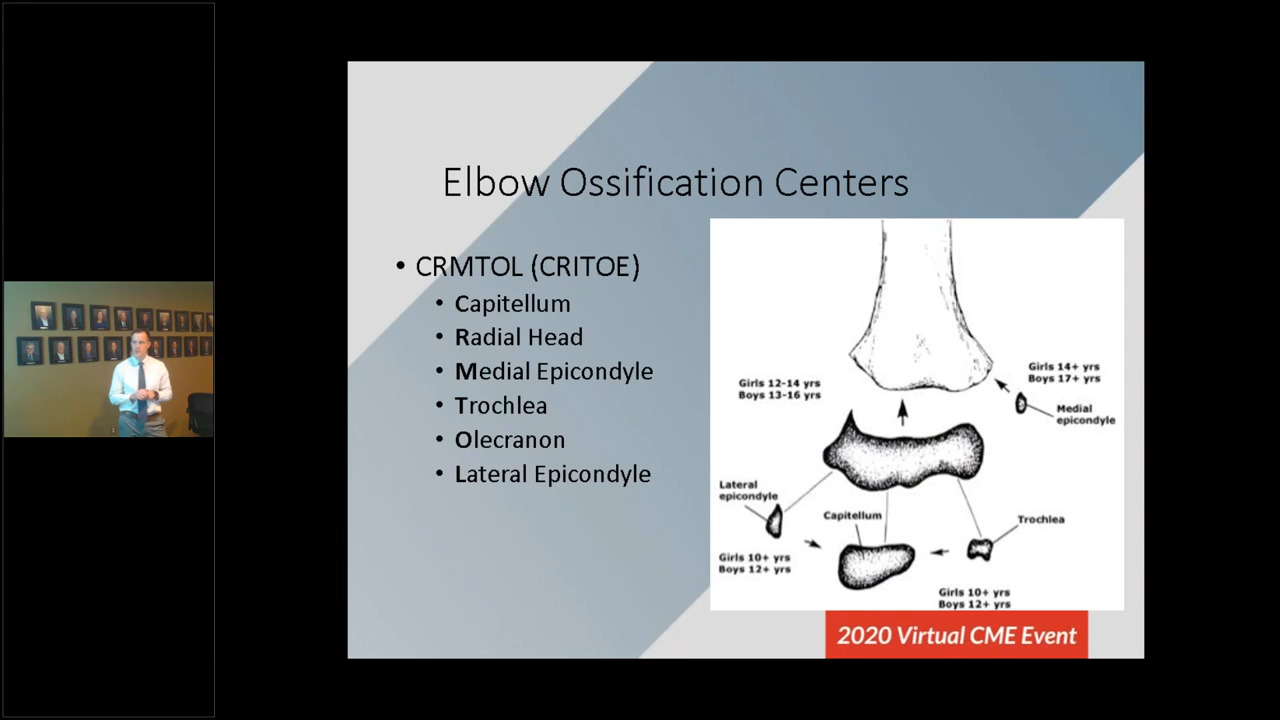 Elbow Ossification Centers
• CRMTOL (CRITOE)
• Capitellum
• Radial Head
• Medial Epicondyle
• Trochlea
• Olecranon
• Lateral Epicondyle
Girls 14+ yrs
Boys 17+ yrs
Girls 12-14 yrs
Boys 13-16 yrs
Medial
epicondyle
Lateral
epicondyle
Capitellum
Trochlea
Girls 10+ yrs
Boys 12+ yrs
Girls 10+ yrs
Boys 12+ yrs
2020 Virtual CME Event